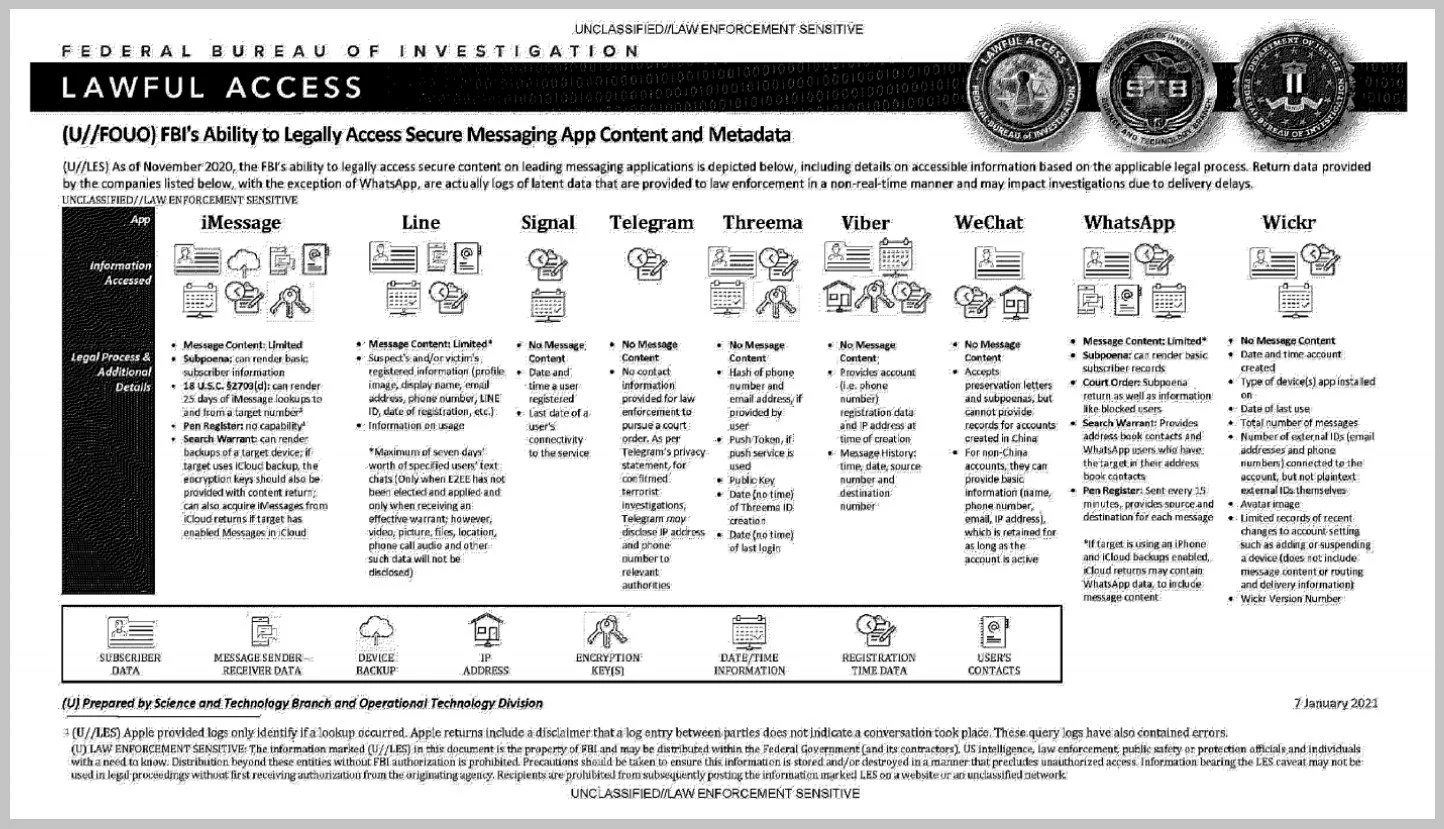 UNCLASSIFIED//LAW ENFORCEMENT SENSITIVE
FEDERAL BUREAU OF INVESTIGATION
LAWFUL ACCESS
(U//FOUO) FBI's Ability to Legally Access Secure Messaging App Content and Metadata
(U//LES) As of November 2020, the FBI's ability to legally access secure content on leading messaging applications is depicted below, including details on accessible information based on the applicable legal process. Return data provided
by the companies listed below, with the exception of WhatsApp, are actually logs of latent data that are provided to law enforcement in a non-real-time manner and may impact investigations due to delivery delays.
UNCLASSIFIED//LAW ENFORCEMENT SENSITIVE
App
Information
Accessed
Legal Process &
Additional
Details
iMessage
• Message Content: Limited
• Subpoena: can render basic
subscriber information
• 18 U.S.C. §2703(d): can render
25 days of iMessage lookups to
and from a target number¹
• Pen Register: no capability¹
• Search Warrant: can render
backups of a target device; if
target uses iCloud backup, the
encryption keys should also be
provided with content return;
can also acquire iMessages from
iCloud returns if target has
enabled Messages in iCloud
Line
• Message Content: Limited*
• Suspect's and/or victim's
registered information (profile
image, display name, email
address, phone number, LINE
ID, date of registration, etc.)
• Information on usage
*Maximum of seven days'
worth of specified users' text
chats (Only when E2EE has not
been elected and applied and
only when receiving an
effective warrant; however,
video, picture, files, location,
phone call audio and other
such data will not be
disclosed)
Signal
• No Message
Content
• Date and
time a user
registered
• Last date of a
user's
connectivity
to the service
Telegram
• No Message
Content
• No contact
information
provided for law
enforcement to
pursue a court
order. As per
Telegram's privacy
statement, for
confirmed
terrorist
investigations,
Telegram may
disclose IP address
and phone
number to
relevant
authorities
Threema
• No Message
Content
• Hash of phone
number and
email address, if
provided by
user
• Push Token, if
push service is
used
• Public Key
• Date (no time)
of Threema ID
creation
• Date (no time)
of last login
Viber
• No Message
Content
• Provides account
(i.e. phone
number)
registration data
and IP address at
time of creation
• Message History:
time, date, source
number and
destination
number
WeChat
• No Message
Content
• Accepts
preservation letters
and subpoenas, but
cannot provide
records for accounts
created in China
• For non-China
accounts, they can
provide basic
information (name,
phone number,
email, IP address),
which is retained for
as long as the
account is active
WhatsApp
• Message Content: Limited*
• Subpoena: can render basic
subscriber records
• Court Order: Subpoena
return as well as information
like blocked users
• Search Warrant: Provides
address book contacts and
WhatsApp users who have
the target in their address
book contacts
• Pen Register: Sent every 15
minutes, provides source and
destination for each message
*If target is using an iPhone
and iCloud backups enabled,
iCloud returns may contain
WhatsApp data, to include
message content
Wickr
• No Message Content
• Date and time account
created
• Type of device(s) app installed
on
• Date of last use
• Total number of messages
• Number of external IDs (email
addresses and phone
numbers) connected to the
account, but not plaintext
external IDs themselves
• Avatar image
• Limited records of recent
changes to account setting
such as adding or suspending
a device (does not include
message content or routing
and delivery information)
• Wickr Version Number
SUBSCRIBER
DATA
MESSAGE SENDER–
RECEIVER DATA
DEVICE
BACKUP
IP
ADDRESS
ENCRYPTION
KEY(S)
DATE/TIME
INFORMATION
REGISTRATION
TIME DATA
USER'S
CONTACTS
(U) Prepared by Science and Technology Branch and Operational Technology Division
7 January 2021
¹ (U//LES) Apple provided logs only identify if a lookup occurred. Apple returns include a disclaimer that a log entry between parties does not indicate a conversation took place. These query logs have also contained errors.
(U) LAW ENFORCEMENT SENSITIVE: The information marked (U//LES) in this document is the property of FBI and may be distributed within the Federal Government (and its contractors), US intelligence, law enforcement, public safety or protection officials and individuals
with a need to know. Distribution beyond these entities without FBI authorization is prohibited. Precautions should be taken to ensure this information is stored and/or destroyed in a manner that precludes unauthorized access. Information bearing the LES caveat may not be
used in legal proceedings without first receiving authorization from the originating agency. Recipients are prohibited from subsequently posting the information marked LES on a website or an unclassified network.
UNCLASSIFIED//LAW ENFORCEMENT SENSITIVE
LAWFUL ACCESS
FEDERAL BUREAU OF INVESTIGATION
STB
DEPARTMENT OF JUSTICE
FEDERAL BUREAU OF INVESTIGATION